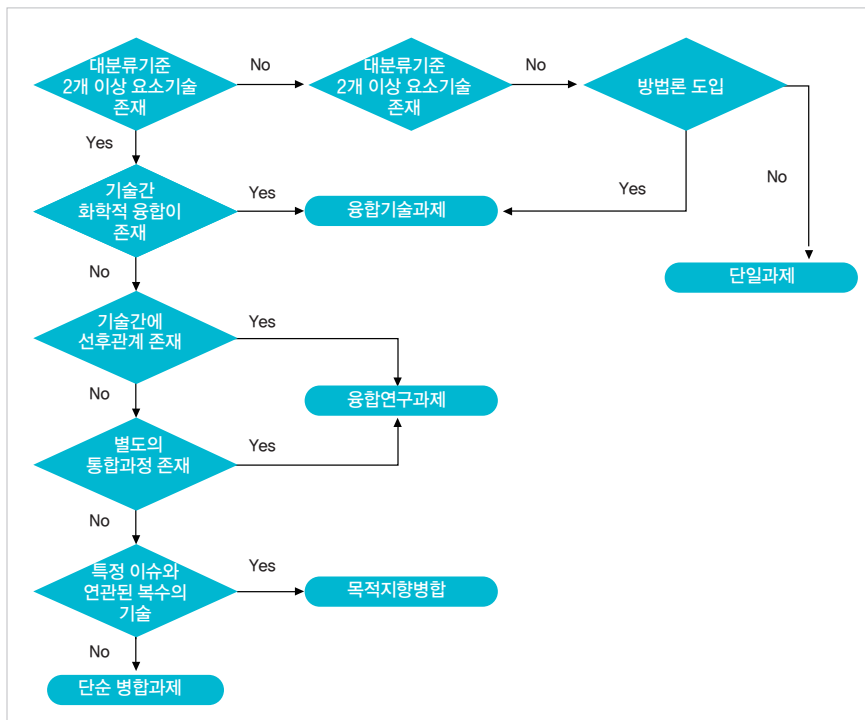 대분류기준
2개 이상 요소기술
존재
No
대분류기준
2개 이상 요소기술
존재
No
방법론 도입
Yes
기술간
화학적 융합이
존재
Yes
융합기술과제
Yes
No
단일과제
No
기술간에
선후관계 존재
Yes
융합연구과제
No
별도의
통합과정 존재
Yes
No
특정 이슈와
연관된 복수의
기술
Yes
목적지향병합
No
단순 병합과제